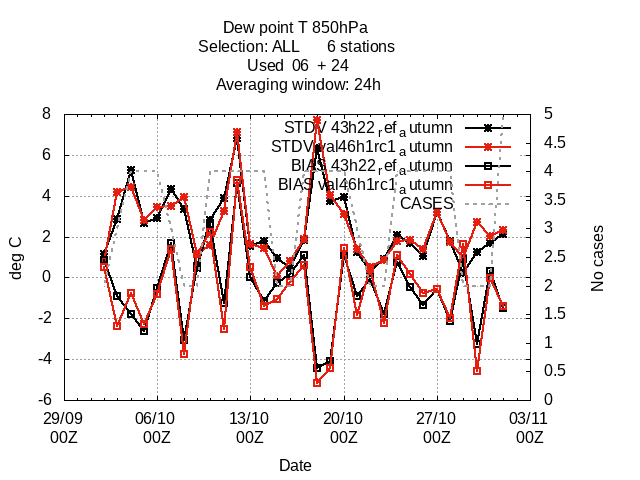 Dew point T 850hPa
Selection: ALL 6 stations
Used 06 + 24
Averaging window: 24h
STDV 43h22_ref_autumn
STDV val46h1rc1_autumn
BIAS 43h22_ref_autumn
BIAS val46h1rc1_autumn
CASES
deg C
8
6
4
2
0
-2
-4
-6
No cases
5
4.5
4
3.5
3
2.5
2
1.5
1
0.5
0
29/09 06/10 13/10 20/10 27/10 03/11
00Z 00Z 00Z 00Z 00Z 00Z
Date